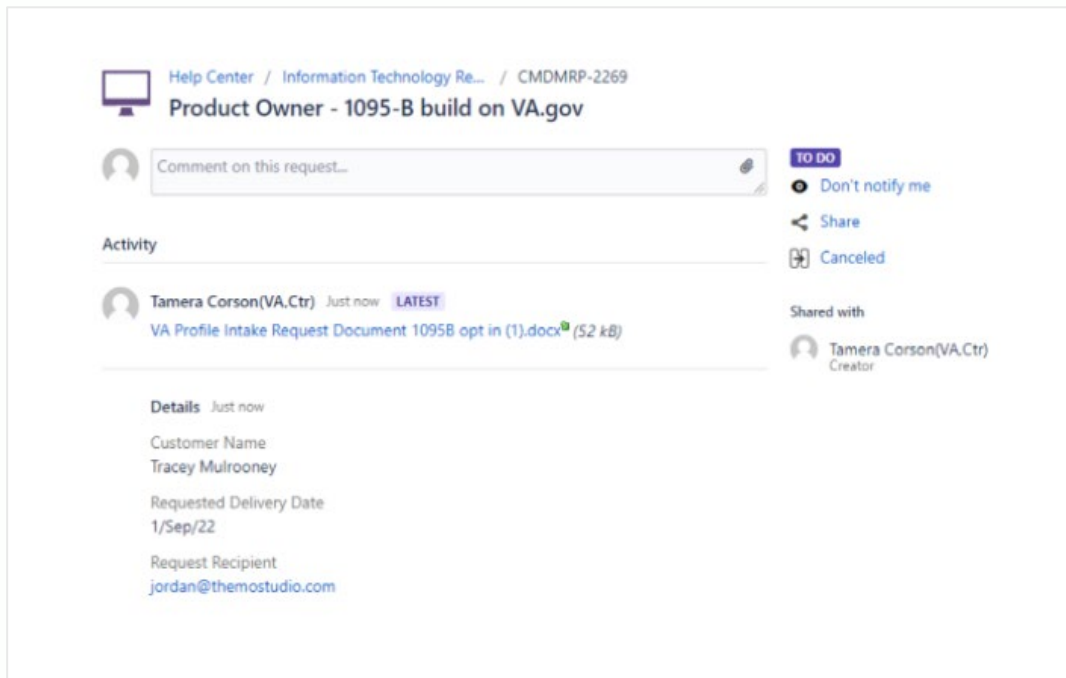 Help Center / Information Technology Re... / CMDMRP-2269
Product Owner - 1095-B build on VA.gov
Comment on this request...
TO DO
Don't notify me
Share
Canceled
Shared with
Tamera Corson(VA.Ctr)
Creator
Activity
Tamera Corson(VA.Ctr) Just now LATEST
VA Profile Intake Request Document 1095B opt in (1).docx (52 kB)
Details Just now
Customer Name
Tracey Mulrooney
Requested Delivery Date
1/Sep/22
Request Recipient
jordan@themostudio.com